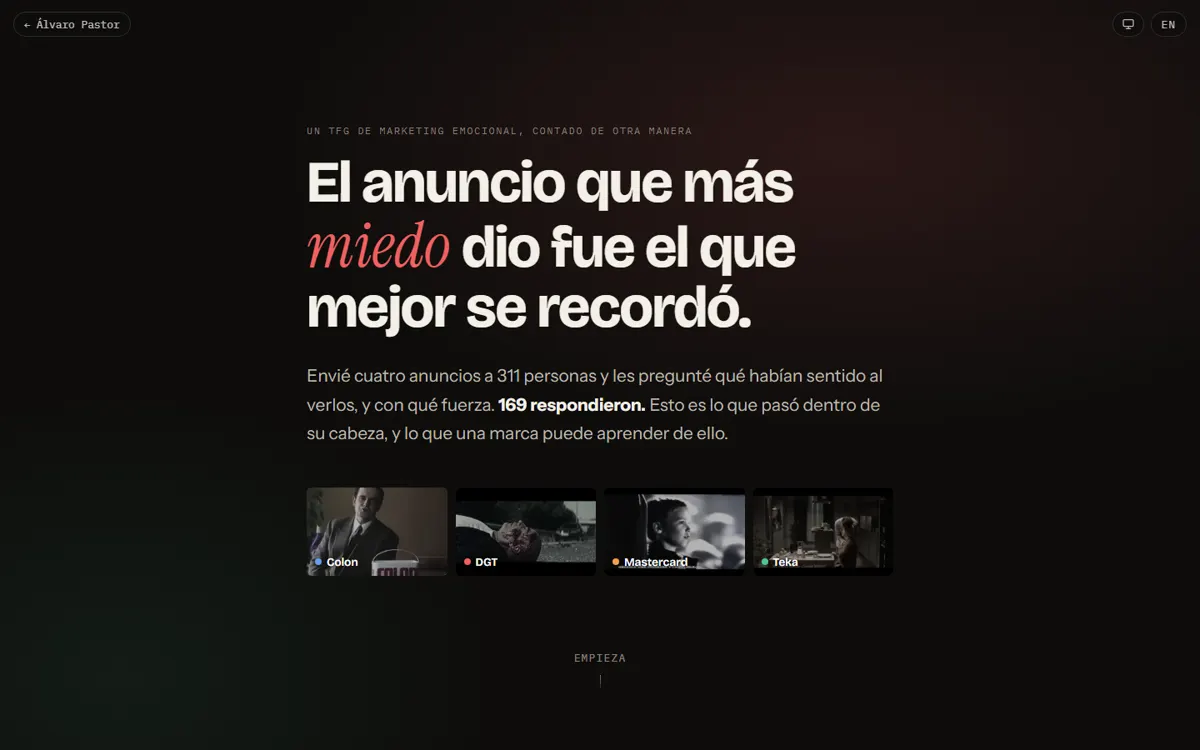 ← Álvaro Pastor
EN
UN TFG DE MARKETING EMOCIONAL, CONTADO DE OTRA MANERA
El anuncio que más
miedo dio fue el que
mejor se recordó.
Envié cuatro anuncios a 311 personas y les pregunté qué habían sentido al
verlos, y con qué fuerza. 169 respondieron. Esto es lo que pasó dentro de
su cabeza, y lo que una marca puede aprender de ello.
Colon
DGT
Mastercard
Teka
EMPIEZA